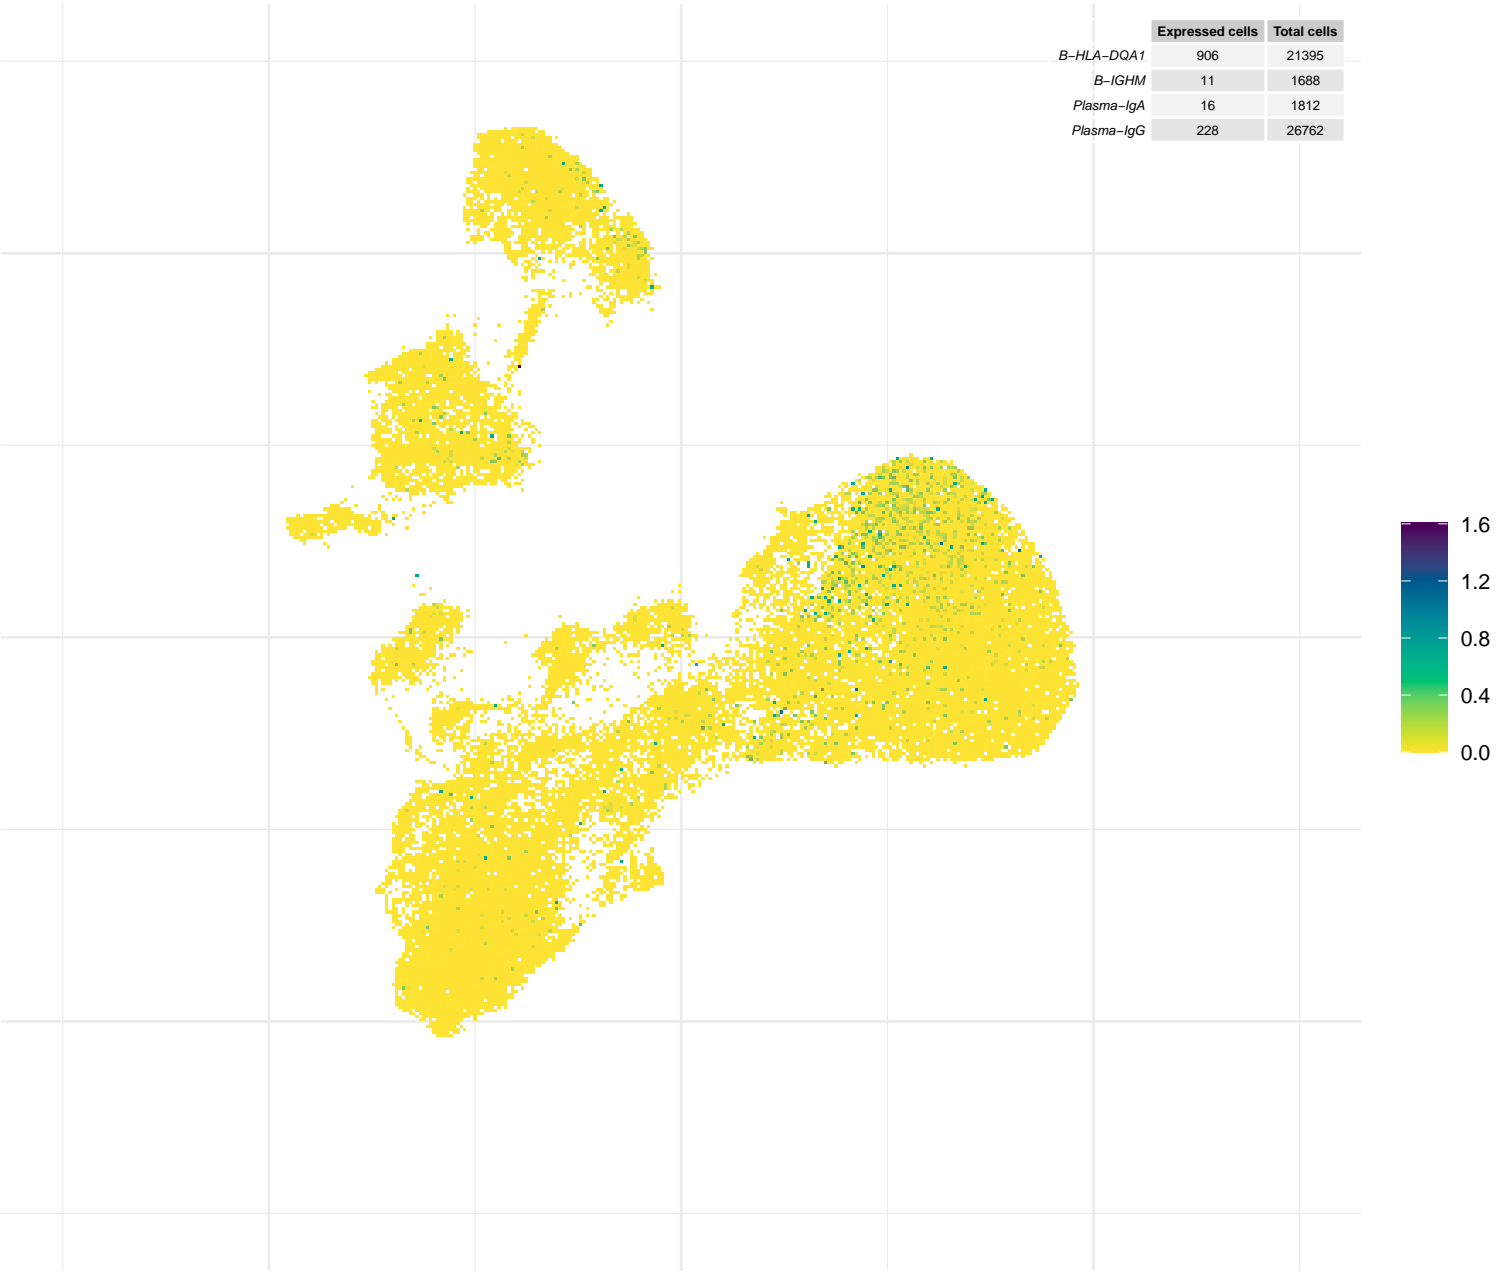 Expressed cells Total cells
B−HLA−DQA1 906 21395
B−IGHM 11 1688
Plasma−IgA 16 1812
Plasma−IgG 228 26762
1.6
1.2
0.8
0.4
0.0